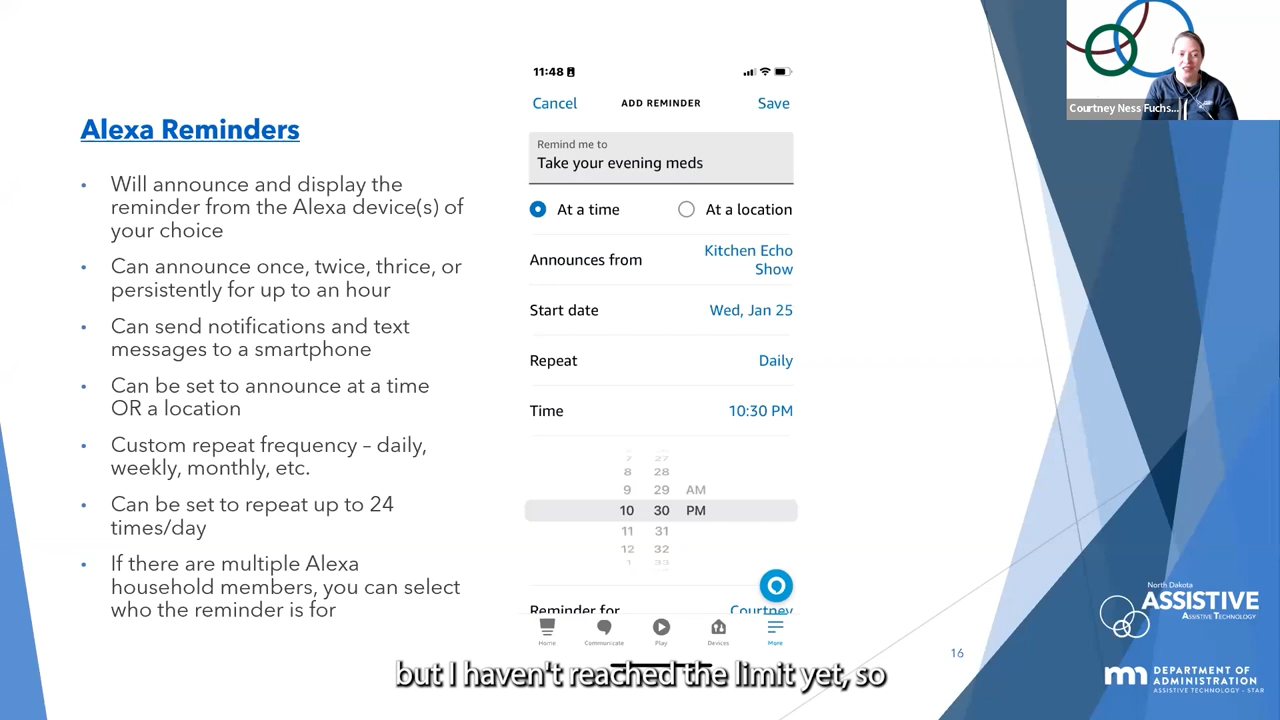 Courtney Ness Fuchs...
Alexa Reminders
• Will announce and display the
reminder from the Alexa device(s) of
your choice
• Can announce once, twice, thrice, or
persistently for up to an hour
• Can send notifications and text
messages to a smartphone
• Can be set to announce at a time
OR a location
• Custom repeat frequency – daily,
weekly, monthly, etc.
• Can be set to repeat up to 24
times/day
• If there are multiple Alexa
household members, you can select
who the reminder is for
11:48
Cancel ADD REMINDER Save
Remind me to
Take your evening meds
At a time At a location
Announces from Kitchen Echo
Show
Start date Wed, Jan 25
Repeat Daily
Time 10:30 PM
7 27
8 28
9 29 AM
10 30 PM
11 31
12 32
1 33
Reminder for Courtney
Home Communicate Play Devices More
but I haven't reached the limit yet, so
16
North Dakota
ASSISTIVE
ASSISTIVE TECHNOLOGY
mn DEPARTMENT OF
ADMINISTRATION
ASSISTIVE TECHNOLOGY - STAR